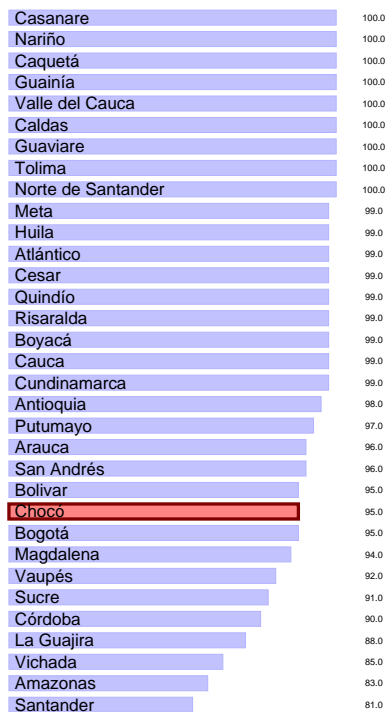 Casanare 100.0
Nariño 100.0
Caquetá 100.0
Guainía 100.0
Valle del Cauca 100.0
Caldas 100.0
Guaviare 100.0
Tolima 100.0
Norte de Santander 100.0
Meta 99.0
Huila 99.0
Atlántico 99.0
Cesar 99.0
Quindío 99.0
Risaralda 99.0
Boyacá 99.0
Cauca 99.0
Cundinamarca 99.0
Antioquia 98.0
Putumayo 97.0
Arauca 96.0
San Andrés 96.0
Bolivar 95.0
Chocó 95.0
Bogotá 95.0
Magdalena 94.0
Vaupés 92.0
Sucre 91.0
Córdoba 90.0
La Guajira 88.0
Vichada 85.0
Amazonas 83.0
Santander 81.0